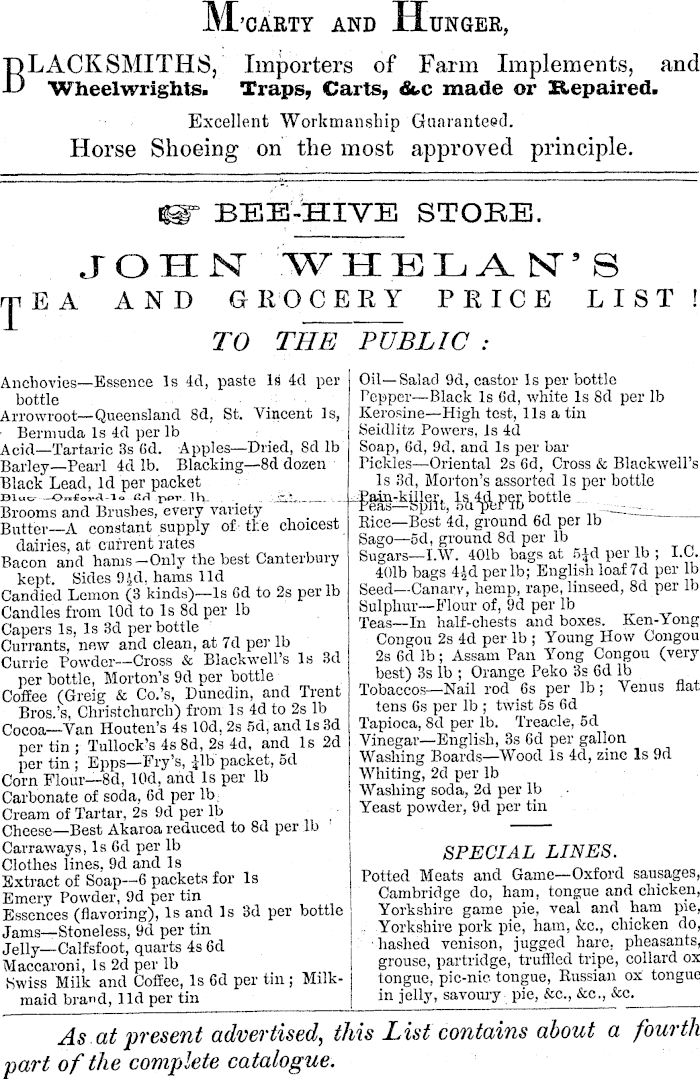 M'CARTY AND HUNGER,
BLACKSMITHS, Importers of Farm Implements, and
Wheelwrights. Traps, Carts, &c made or Repaired.
Excellent Workmanship Guaranteed.
Horse Shoeing on the most approved principle.
BEE-HIVE STORE.
JOHN WHELAN'S
TEA AND GROCERY PRICE LIST!
TO THE PUBLIC:
Anchovies—Essence 1s 4d, paste 1s 4d per
bottle
Arrowroot—Queensland 8d, St. Vincent 1s,
Bermuda 1s 4d per lb
Acid—Tartaric 3s 6d. Apples—Dried, 8d lb
Barley—Pearl 4d lb. Blacking—8d dozen
Black Lead, 1d per packet
Blue—Oxford 1s 6d per lb
Brooms and Brushes, every variety
Butter—A constant supply of the choicest
dairies, at current rates
Bacon and hams—Only the best Canterbury
kept. Sides 9½d, hams 11d
Candied Lemon (3 kinds)—1s 6d to 2s per lb
Candles from 10d to 1s 8d per lb
Capers 1s, 1s 3d per bottle
Currants, new and clean, at 7d per lb
Currie Powder—Cross & Blackwell's 1s 3d
per bottle, Morton's 9d per bottle
Coffee (Greig & Co.'s, Dunedin, and Trent
Bros.'s, Christchurch) from 1s 4d to 2s lb
Cocoa—Van Houten's 4s 10d, 2s 5d, and 1s 3d
per tin; Tullock's 4s 8d, 2s 4d, and 1s 2d
per tin; Epps—Fry's, ¼lb packet, 5d
Corn Flour—8d, 10d, and 1s per lb
Carbonate of soda, 6d per lb
Cream of Tartar, 2s 9d per lb
Cheese—Best Akaroa reduced to 8d per lb
Carraways, 1s 6d per lb
Clothes lines, 9d and 1s
Extract of Soap—6 packets for 1s
Emery Powder, 9d per tin
Essences (flavoring), 1s and 1s 3d per bottle
Jams—Stoneless, 9d per tin
Jelly—Calfsfoot, quarts 4s 6d
Maccaroni, 1s 2d per lb
Swiss Milk and Coffee, 1s 6d per tin; Milk-
maid brand, 11d per tin
Oil—Salad 9d, castor 1s per bottle
Pepper—Black 1s 6d, white 1s 8d per lb
Kerosine—High test, 11s a tin
Seidlitz Powers, 1s 4d
Soap, 6d, 9d, and 1s per bar
Pickles—Oriental 2s 6d, Cross & Blackwell's
1s 3d, Morton's assorted 1s per bottle
Pain-killer, 1s 4d per bottle
Peas—Split, 5d per lb
Rice—Best 4d, ground 6d per lb
Sago—5d, ground 8d per lb
Sugars—I.W. 40lb bags at 5¼d per lb; I.C.
40lb bags 4½d per lb; English loaf 7d per lb
Seed—Canary, hemp, rape, linseed, 8d per lb
Sulphur—Flour of, 9d per lb
Teas—In half-chests and boxes. Ken-Yong
Congou 2s 4d per lb; Young How Congou
2s 6d lb; Assam Pan Yong Congou (very
best) 3s lb; Orange Peko 3s 6d lb
Tobaccos—Nail rod 6s per lb; Venus flat
tens 6s per lb; twist 5s 6d
Tapioca, 8d per lb. Treacle, 5d
Vinegar—English, 3s 6d per gallon
Washing Boards—Wood 1s 4d, zinc 1s 9d
Whiting, 2d per lb
Washing soda, 2d per lb
Yeast powder, 9d per tin
SPECIAL LINES.
Potted Meats and Game—Oxford sausages,
Cambridge do, ham, tongue and chicken,
Yorkshire game pie, veal and ham pie,
Yorkshire pork pie, ham, &c., chicken do,
hashed venison, jugged hare, pheasants,
grouse, partridge, truffled tripe, collard ox
tongue, pic-nic tongue, Russian ox tongue
in jelly, savoury pie, &c., &c., &c.
As at present advertised, this List contains about a fourth
part of the complete catalogue.